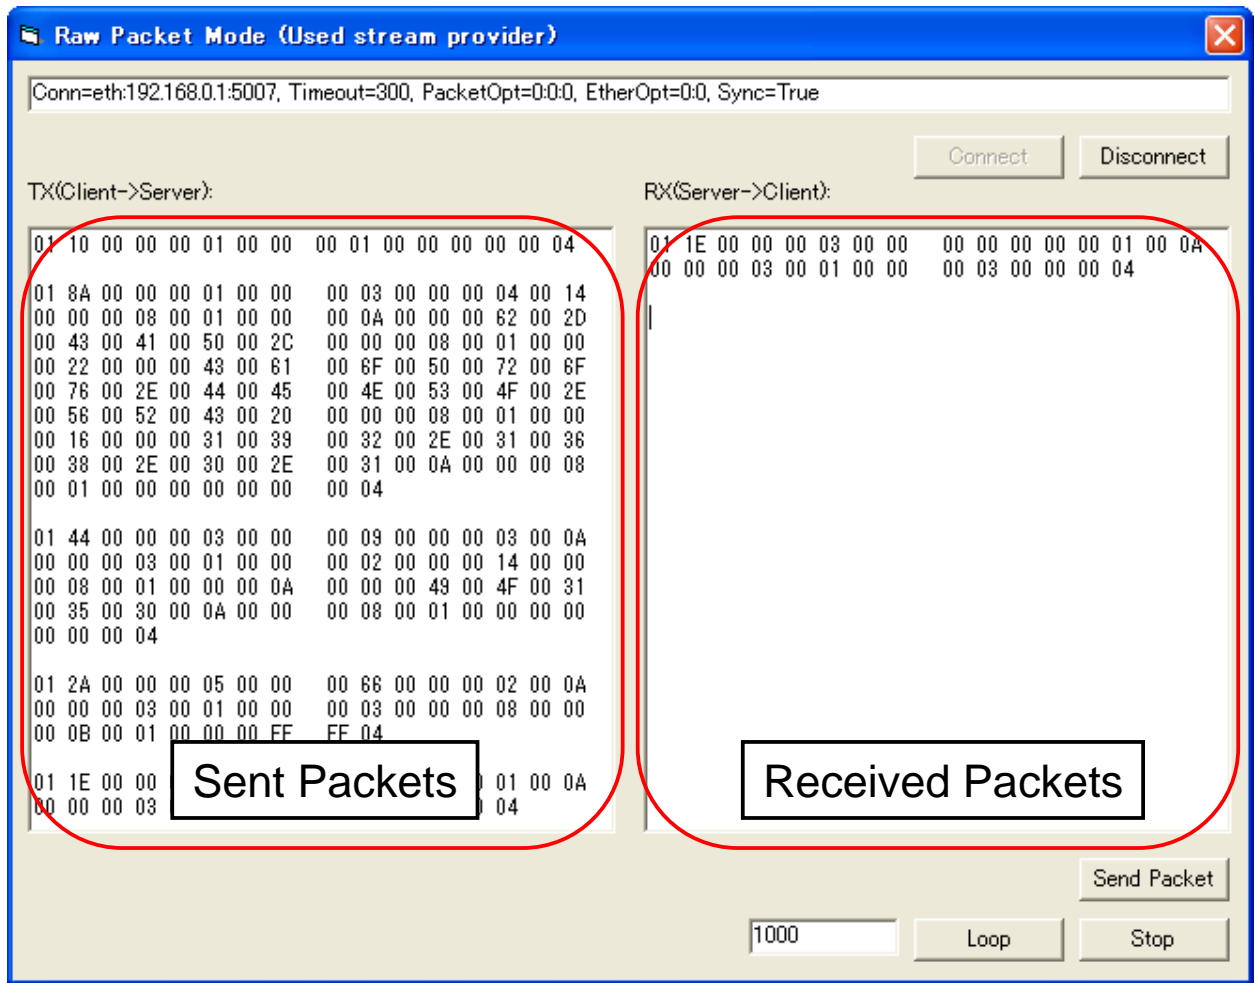 Raw Packet Mode (Used stream provider)
Conn=eth:192.168.0.1:5007, Timeout=300, PacketOpt=0:0:0, EtherOpt=0:0, Sync=True
Connect
Disconnect
TX(Client->Server):
01 10 00 00 00 01 00 00 00 01 00 00 00 00 00 04
01 8A 00 00 00 01 00 00 00 03 00 00 00 04 00 14
00 00 00 08 00 01 00 00 00 0A 00 00 00 62 00 2D
00 43 00 41 00 50 00 2C 00 00 00 08 00 01 00 00
00 22 00 00 00 43 00 61 00 6F 00 50 00 72 00 6F
00 76 00 2E 00 44 00 45 00 4E 00 53 00 4F 00 2E
00 56 00 52 00 43 00 20 00 00 00 08 00 01 00 00
00 16 00 00 00 31 00 39 00 32 00 2E 00 31 00 36
00 38 00 2E 00 30 00 2E 00 31 00 0A 00 00 00 08
00 01 00 00 00 00 00 00 00 04
01 44 00 00 00 03 00 00 00 09 00 00 00 03 00 0A
00 00 00 03 00 01 00 00 00 02 00 00 00 14 00 00
00 08 00 01 00 00 00 0A 00 00 00 49 00 4F 00 31
00 35 00 30 00 0A 00 00 00 08 00 01 00 00 00 00
00 00 00 04
01 2A 00 00 00 05 00 00 00 66 00 00 00 02 00 0A
00 00 00 03 00 01 00 00 00 03 00 00 00 08 00 00
00 0B 00 01 00 00 00 FF FF 04
01 1E 00 00 01 00 0A
00 00 00 03 04
Sent Packets
RX(Server->Client):
01 1E 00 00 00 03 00 00 00 00 00 00 00 01 00 0A
00 00 00 03 00 01 00 00 00 03 00 00 00 04
Received Packets
Send Packet
1000
Loop
Stop